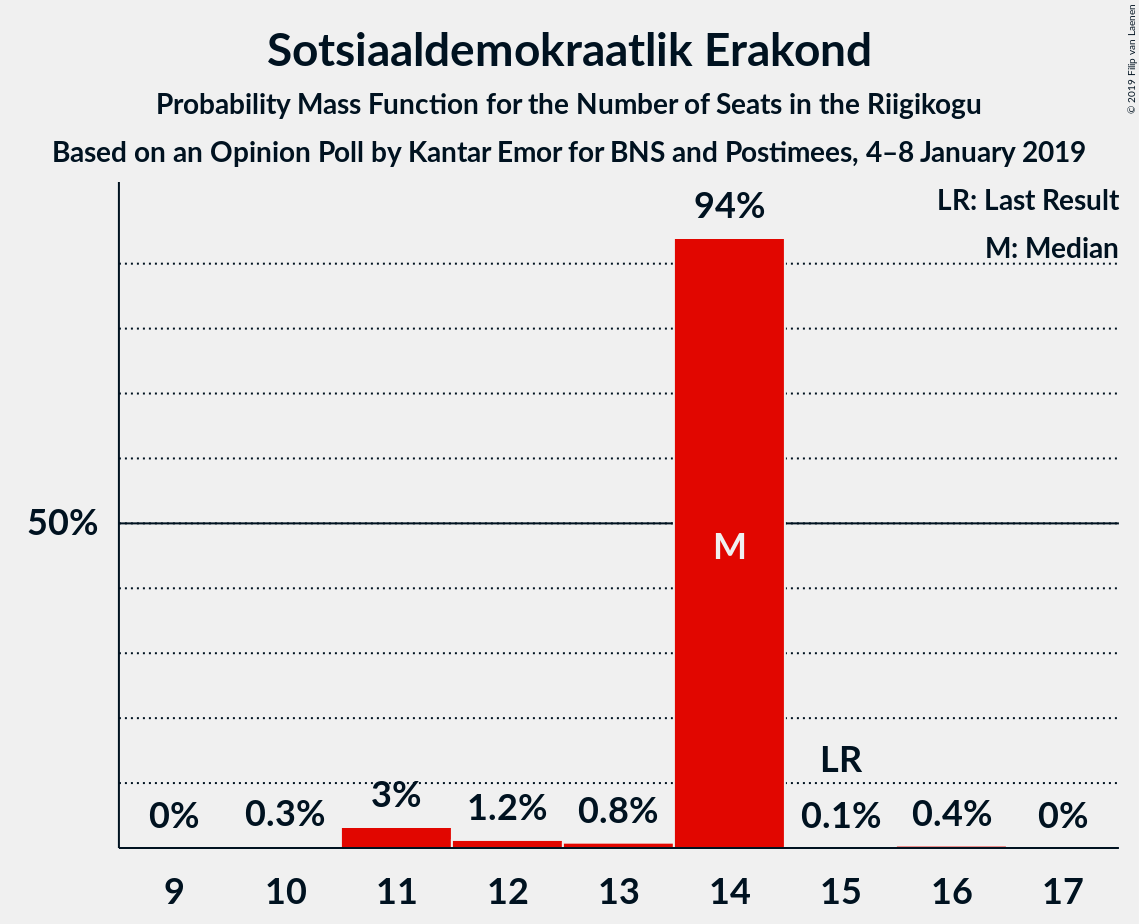 Sotsiaaldemokraatlik Erakond
Probability Mass Function for the Number of Seats in the Riigikogu
Based on an Opinion Poll by Kantar Emor for BNS and Postimees, 4–8 January 2019
© 2019 Filip van Laenen
LR: Last Result
M: Median
94%
50%
M
LR
0%
0.3%
3%
1.2%
0.8%
0.1%
0.4%
0%
9 10 11 12 13 14 15 16 17